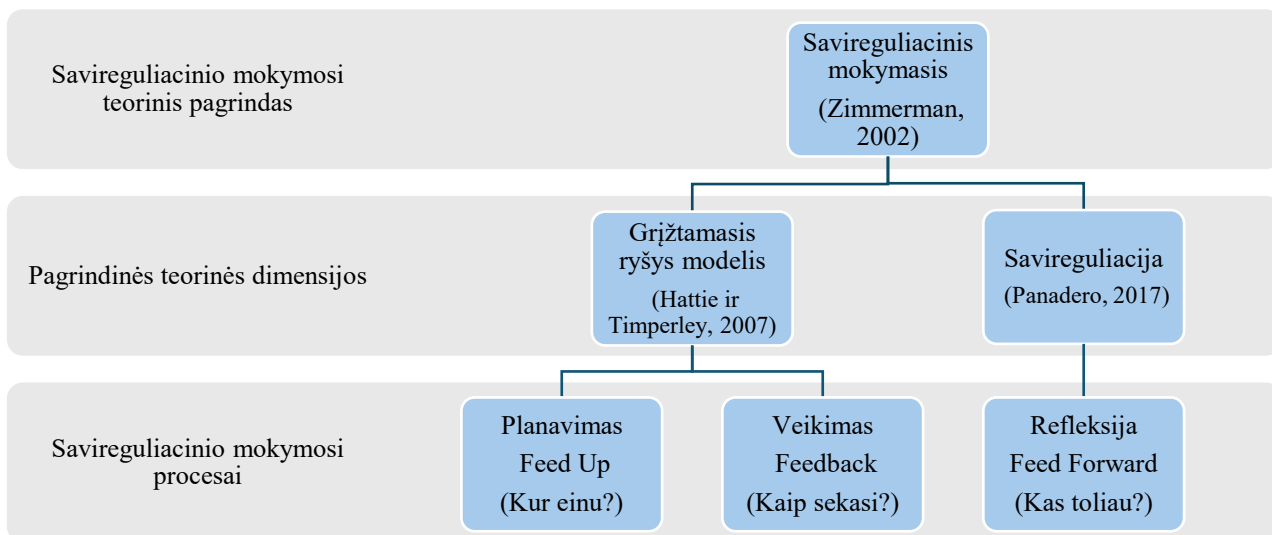 Savireguliacinio mokymosi
teorinis pagrindas
Savireguliacinis
mokymasis
(Zimmerman,
2002)
Pagrindinės teorinės dimensijos
Grįžtamasis
ryšys modelis
(Hattie ir
Timperley, 2007)
Savireguliacija
(Panadero, 2017)
Savireguliacinio mokymosi
procesai
Planavimas
Feed Up
(Kur einu?)
Veikimas
Feedback
(Kaip sekasi?)
Refleksija
Feed Forward
(Kas toliau?)